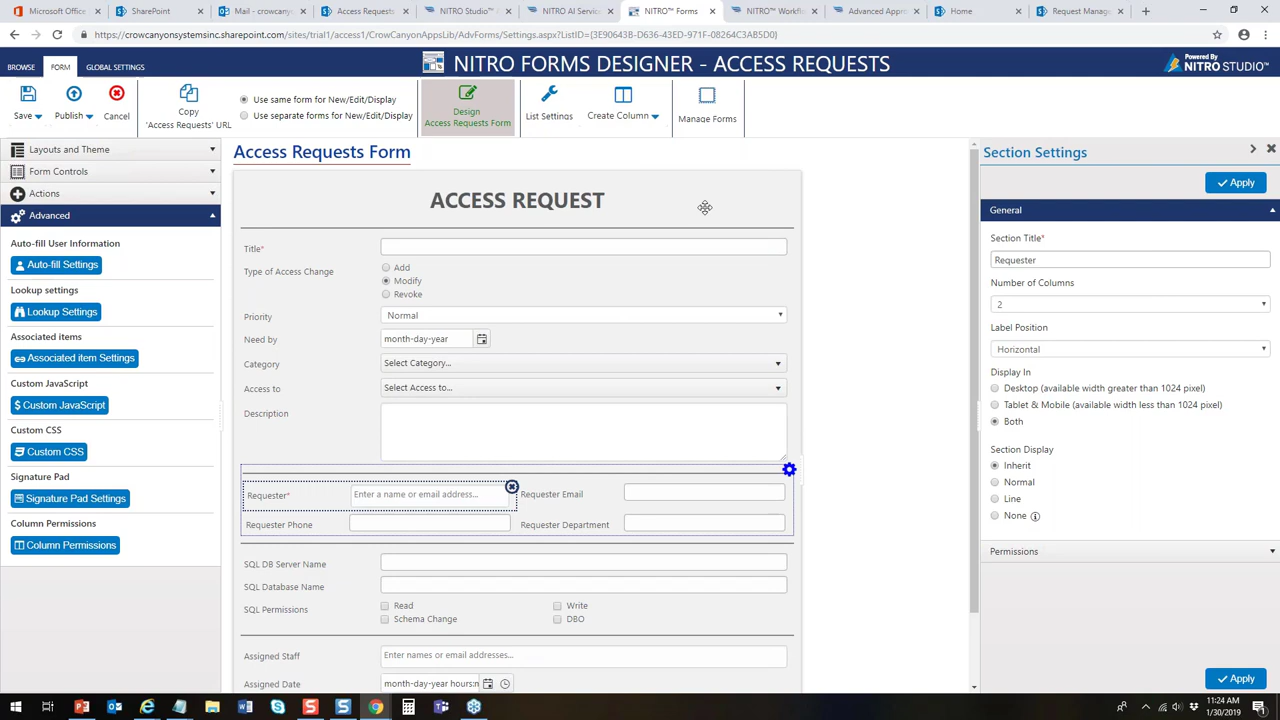 Microsoft Office
SharePoint
Mail - crowcany
Access Requests
NITRO Studio™
NITRO AI Service
NITRO™ Forms
NITRO™ Workfl
Advanced Appro
Home
Request Manag
https://crowcanyonsystemsinc.sharepoint.com/sites/trial1/access1/CrowCanyonAppsLib/AdvForms/Settings.aspx?ListID={3E90643B-D636-43ED-971F-08264C3AB5D0}
BROWSE
FORM
GLOBAL SETTINGS
NITRO FORMS DESIGNER - ACCESS REQUESTS
Powered By
NITRO STUDIO™
Save
Publish
Cancel
Copy
'Access Requests' URL
Use same form for New/Edit/Display
Use separate forms for New/Edit/Display
Design
Access Requests Form
List Settings
Create Column
Manage Forms
Layouts and Theme
Form Controls
Actions
Advanced
Auto-fill User Information
Auto-fill Settings
Lookup settings
Lookup Settings
Associated items
Associated item Settings
Custom JavaScript
Custom JavaScript
Custom CSS
Custom CSS
Signature Pad
Signature Pad Settings
Column Permissions
Column Permissions
Access Requests Form
ACCESS REQUEST
Title*
Type of Access Change
Add
Modify
Revoke
Priority
Normal
Need by
month-day-year
Category
Select Category...
Access to
Select Access to...
Description
Requester*
Enter a name or email address...
Requester Email
Requester Phone
Requester Department
SQL DB Server Name
SQL Database Name
SQL Permissions
Read
Write
Schema Change
DBO
Assigned Staff
Enter names or email addresses...
Assigned Date
month-day-year hours:n
Section Settings
Apply
General
Section Title*
Requester
Number of Columns
2
Label Position
Horizontal
Display In
Desktop (available width greater than 1024 pixel)
Tablet & Mobile (available width less than 1024 pixel)
Both
Section Display
Inherit
Normal
Line
None
Permissions
Apply
11:24 AM
1/30/2019